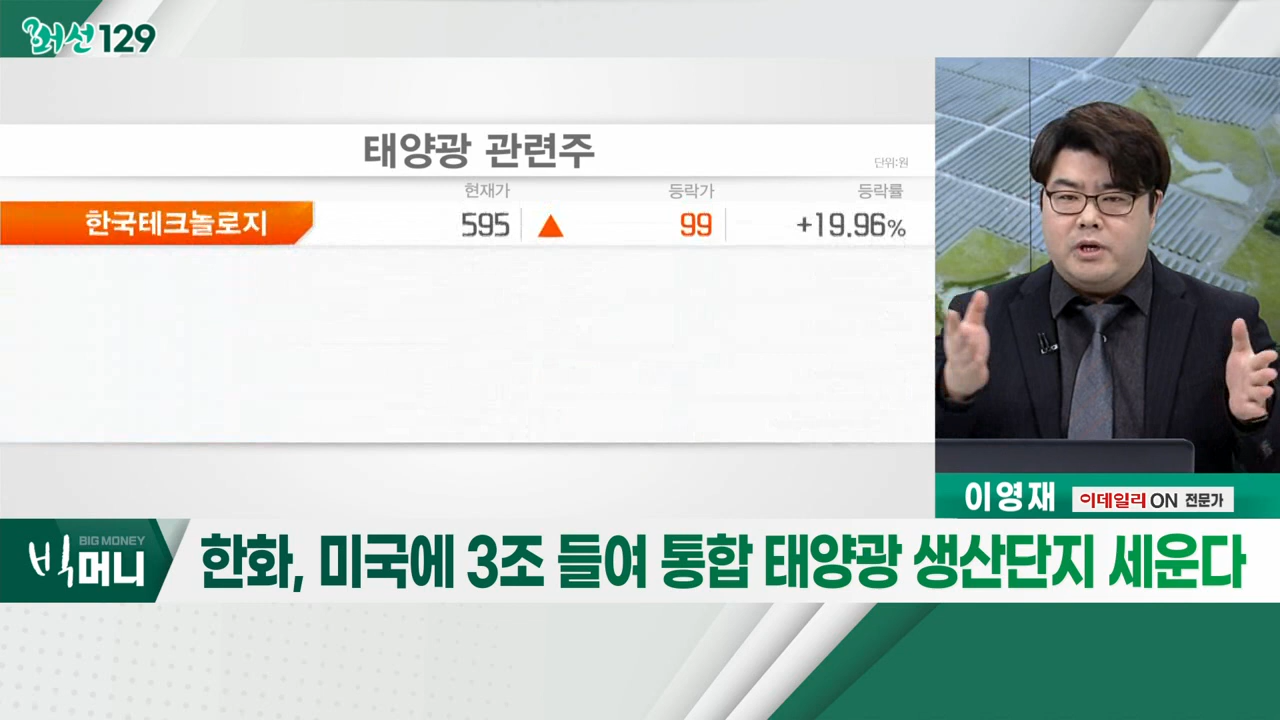 최선129
태양광 관련주
단위:원
현재가 등락가 등락률
한국테크놀로지 595 ▲ 99 +19.96%
이영재 이데일리ON 전문가
BIG MONEY
빅머니
한화, 미국에 3조 들여 통합 태양광 생산단지 세운다